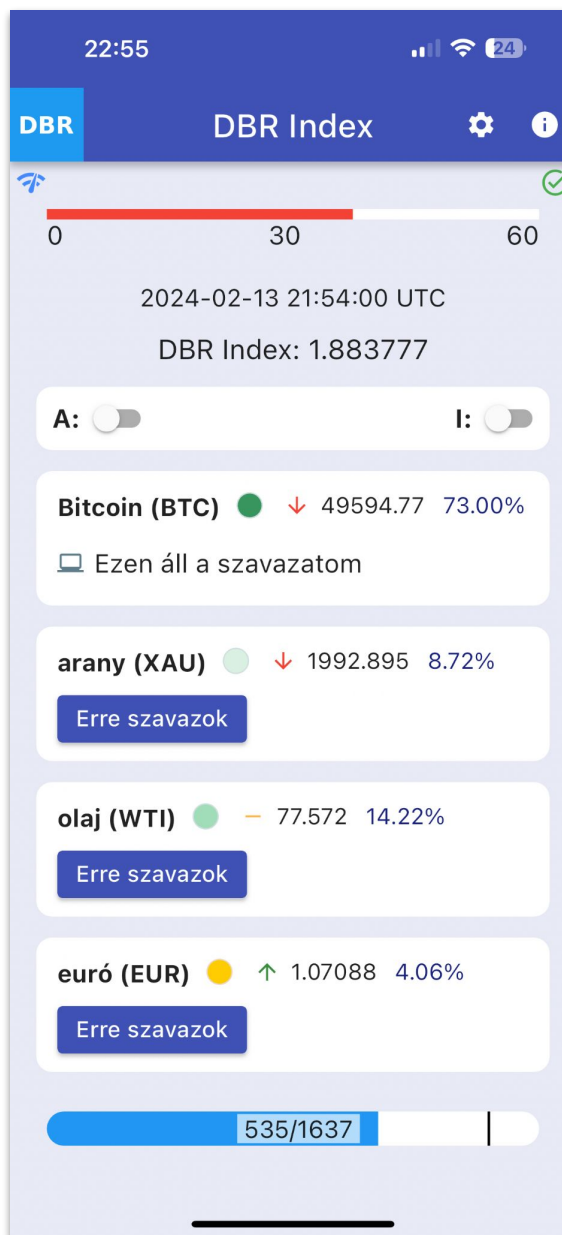 22:55
24
DBR
DBR Index
0
30
60
2024-02-13 21:54:00 UTC
DBR Index: 1.883777
A:
I:
Bitcoin (BTC) 49594.77 73.00%
Ezen áll a szavazatom
arany (XAU) 1992.895 8.72%
Erre szavazok
olaj (WTI) 77.572 14.22%
Erre szavazok
euró (EUR) 1.07088 4.06%
Erre szavazok
535/1637